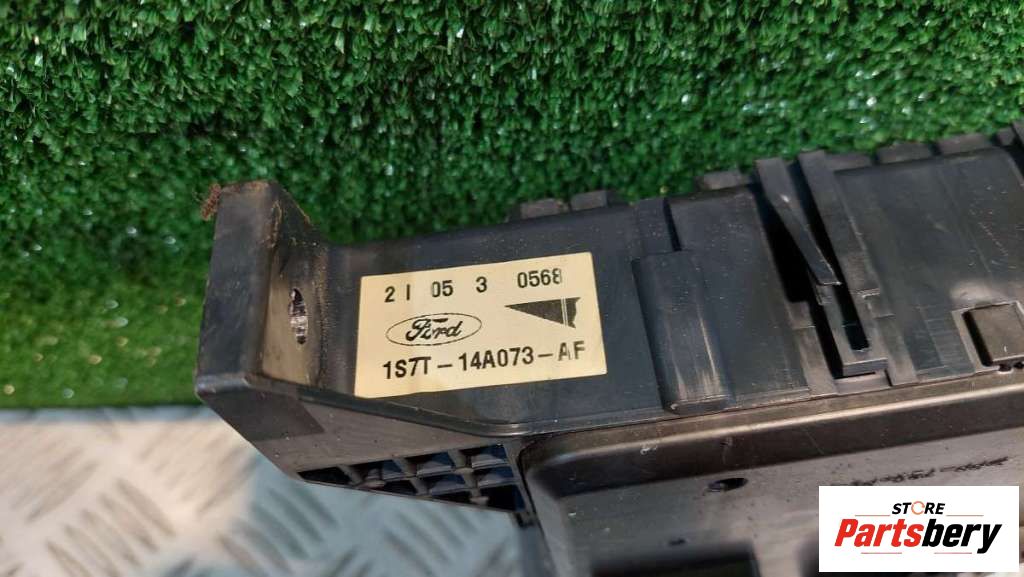 21 05 3 0568
Ford
1S7T-14A073-AF
STORE
Partsbery